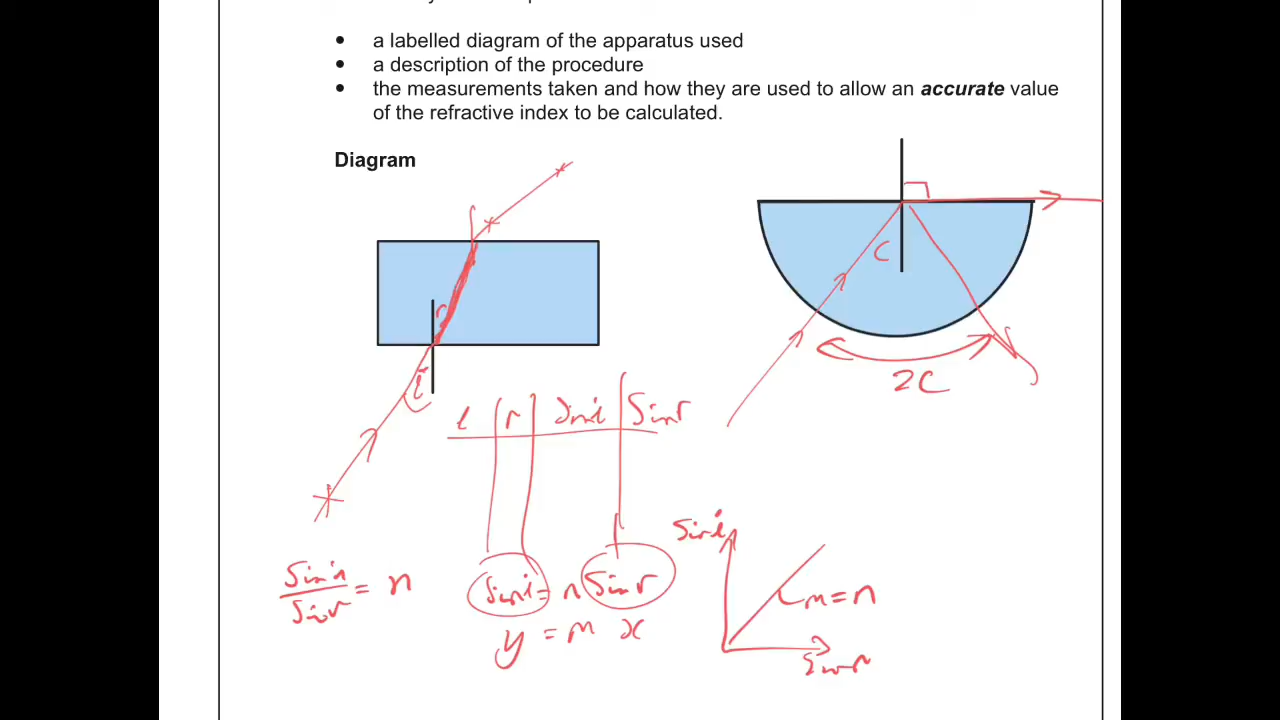 • a labelled diagram of the apparatus used
• a description of the procedure
• the measurements taken and how they are used to allow an accurate value
of the refractive index to be calculated.
Diagram
c
r
i
2C
i r Sin i Sin r
Sin i
Sin i / Sin r = n
Sin i = n Sin r
m = n
y = m x
Sin r